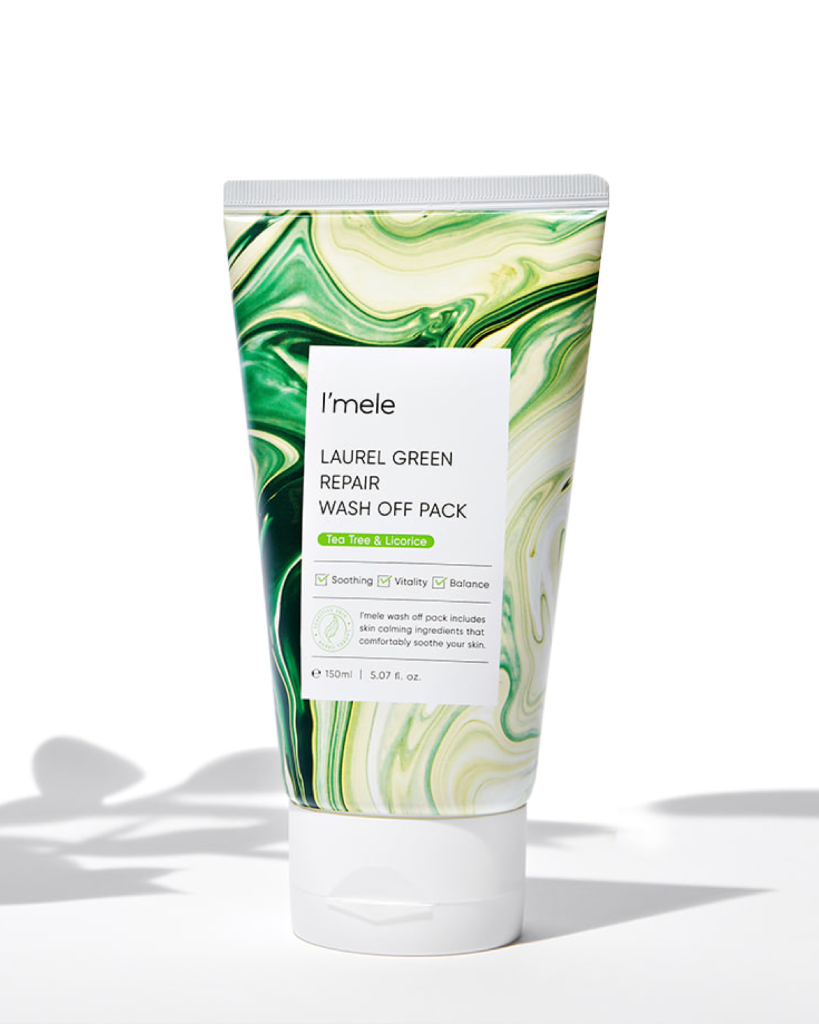 I'mele
LAUREL GREEN
REPAIR
WASH OFF PACK
Tea Tree & Licorice
Soothing Vitality Balance
I'mele wash off pack includes
skin calming ingredients that
comfortably soothe your skin.
℮ 150ml | 5.07 fl. oz.